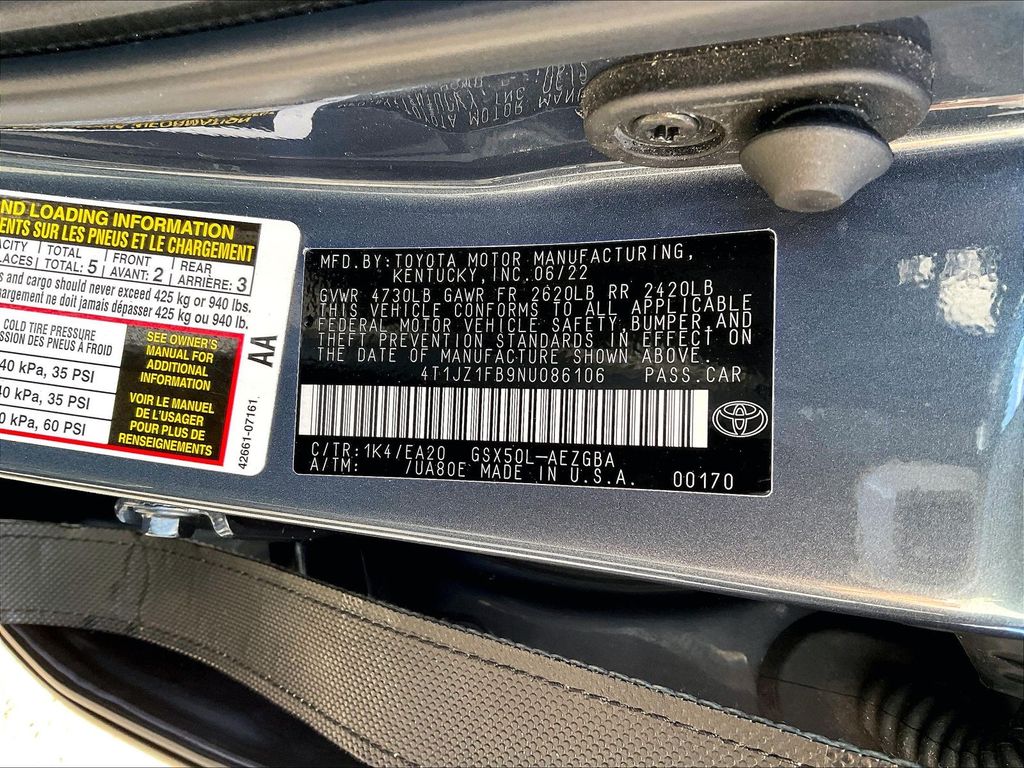 ND LOADING INFORMATION
ENTS SUR LES PNEUS ET LE CHARGEMENT
ACITY TOTAL FRONT REAR
LACES TOTAL: 5 AVANT: 2 ARRIÈRE: 3
s and cargo should never exceed 425 kg or 940 lbs.
chargement ne doit jamais dépasser 425 kg ou 940 lb.
COLD TIRE PRESSURE
SSION DES PNEUS À FROID
40 kPa, 35 PSI
40 kPa, 35 PSI
0 kPa, 60 PSI
SEE OWNER'S
MANUAL FOR
ADDITIONAL
INFORMATION
VOIR LE MANUEL
DE L'USAGER
POUR PLUS DE
RENSEIGNEMENTS
AA
42661-07161
MFD.BY:TOYOTA MOTOR MANUFACTURING,
KENTUCKY, INC.06/22
GVWR 4730LB GAWR FR 2620LB RR 2420LB
THIS VEHICLE CONFORMS TO ALL APPLICABLE
FEDERAL MOTOR VEHICLE SAFETY,BUMPER,AND
THEFT PREVENTION STANDARDS IN EFFECT ON
THE DATE OF MANUFACTURE SHOWN ABOVE.
4T1JZ1FB9NU086106 PASS.CAR
C/TR:1K4/EA20 GSX50L-AEZGBA
A/TM: /UA80E MADE IN U.S.A. 00170